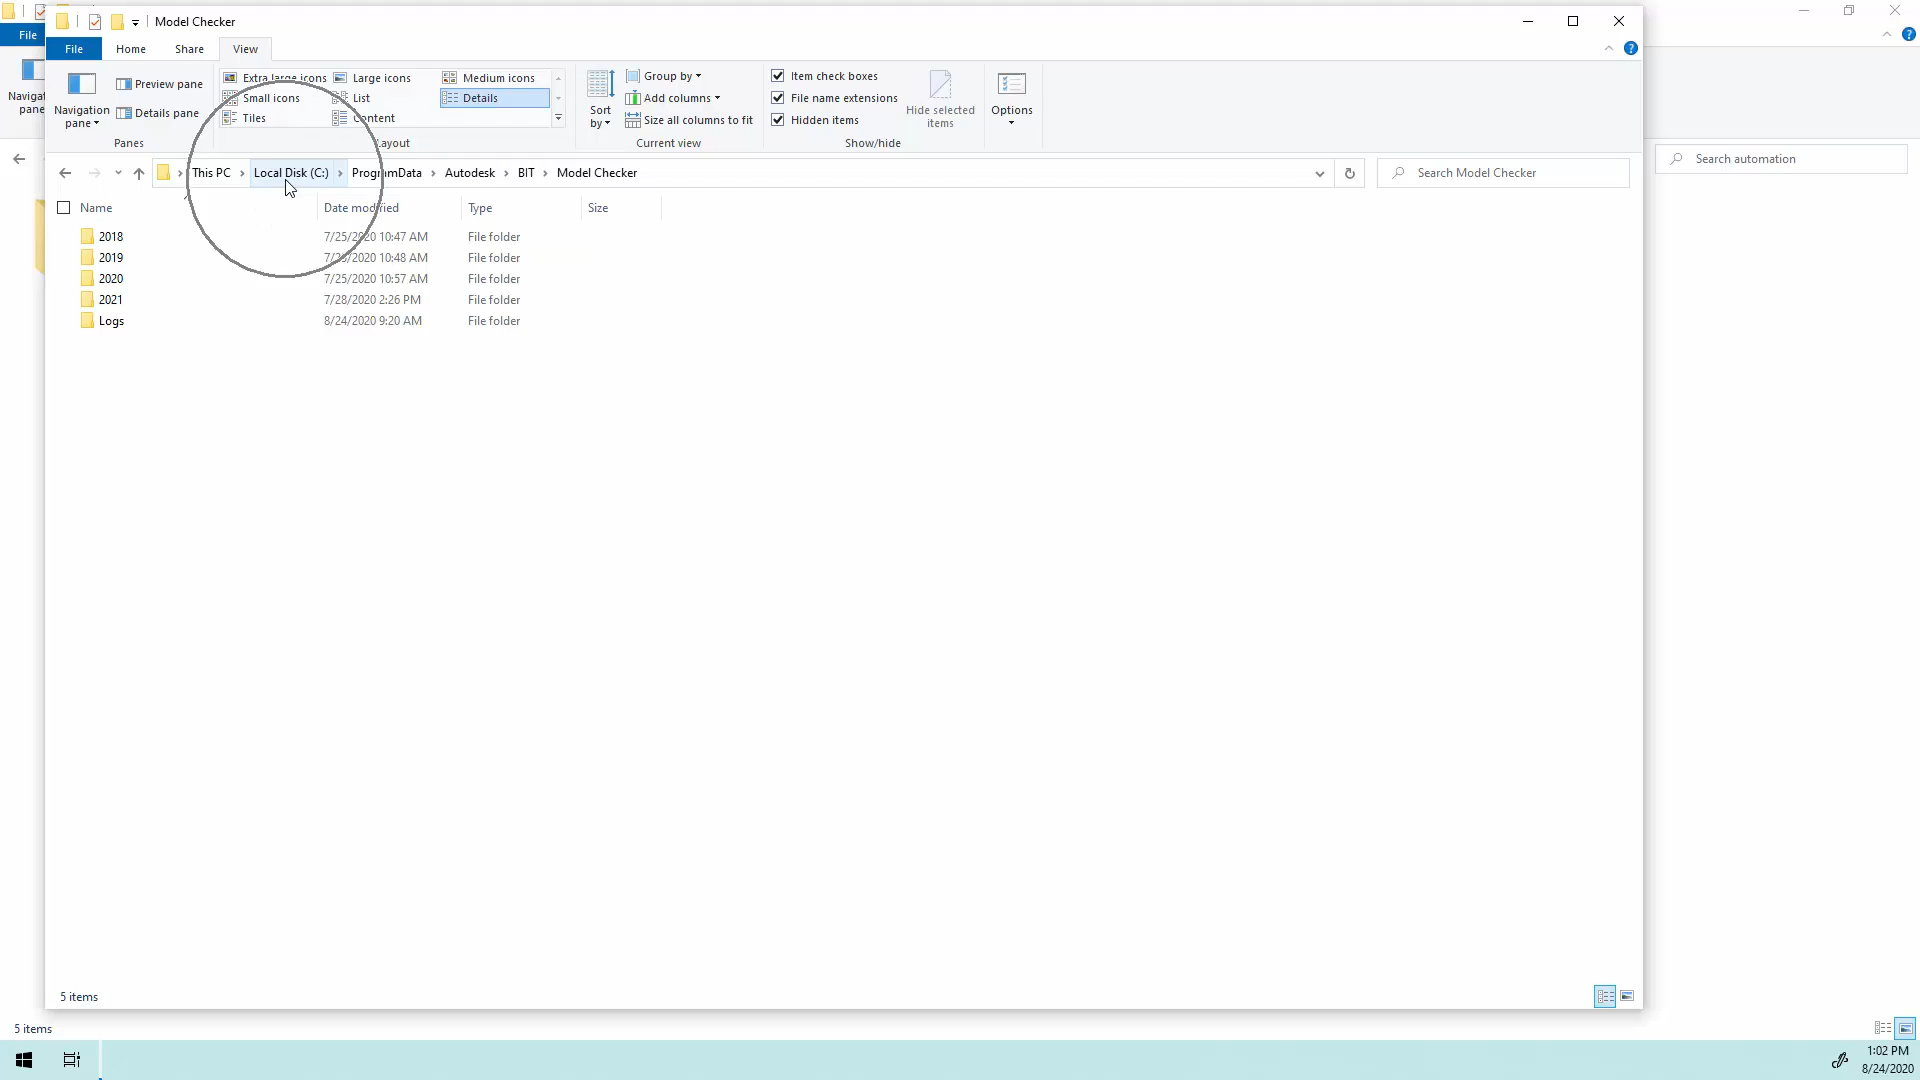 Model Checker
File
File Home Share View
Navigation pane
Preview pane
Details pane
Panes
Extra large icons Large icons Medium icons
Small icons List Details
Tiles Content
Layout
Sort by
Group by
Add columns
Size all columns to fit
Current view
Item check boxes
File name extensions
Hidden items
Hide selected items
Show/hide
Options
This PC Local Disk (C:) ProgramData Autodesk BIT Model Checker
Search Model Checker
Search automation
Name Date modified Type Size
2018 7/25/2020 10:47 AM File folder
2019 10:48 AM File folder
2020 7/25/2020 10:57 AM File folder
2021 7/28/2020 2:26 PM File folder
Logs 8/24/2020 9:20 AM File folder
5 items
5 items
1:02 PM
8/24/2020